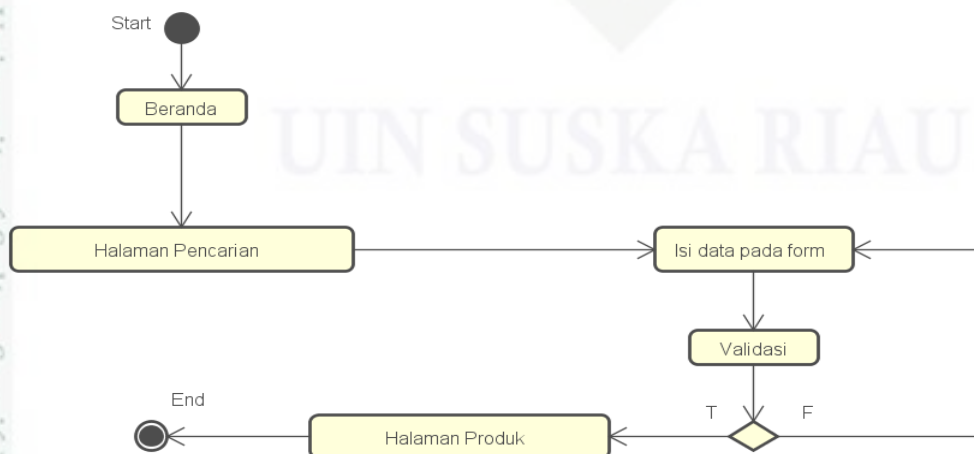 Start
Beranda
UIN SUSKA RIAU
Halaman Pencarian
Isi data pada form
Validasi
T
F
End
Halaman Produk